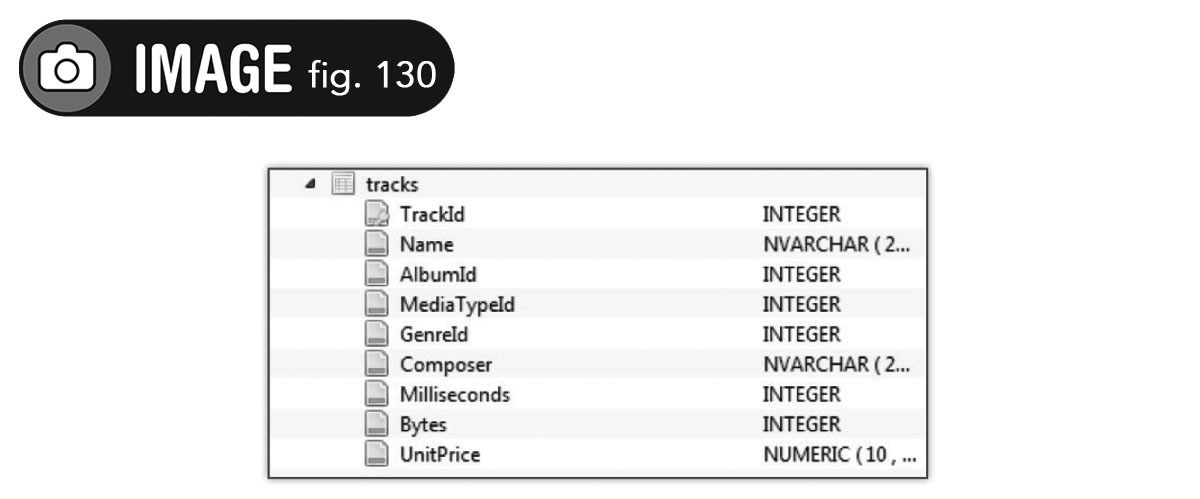 IMAGE fig. 130
tracks
TrackId INTEGER
Name NVARCHAR ( 2...
AlbumId INTEGER
MediaTypeId INTEGER
GenreId INTEGER
Composer NVARCHAR ( 2...
Milliseconds INTEGER
Bytes INTEGER
UnitPrice NUMERIC ( 10 , ...